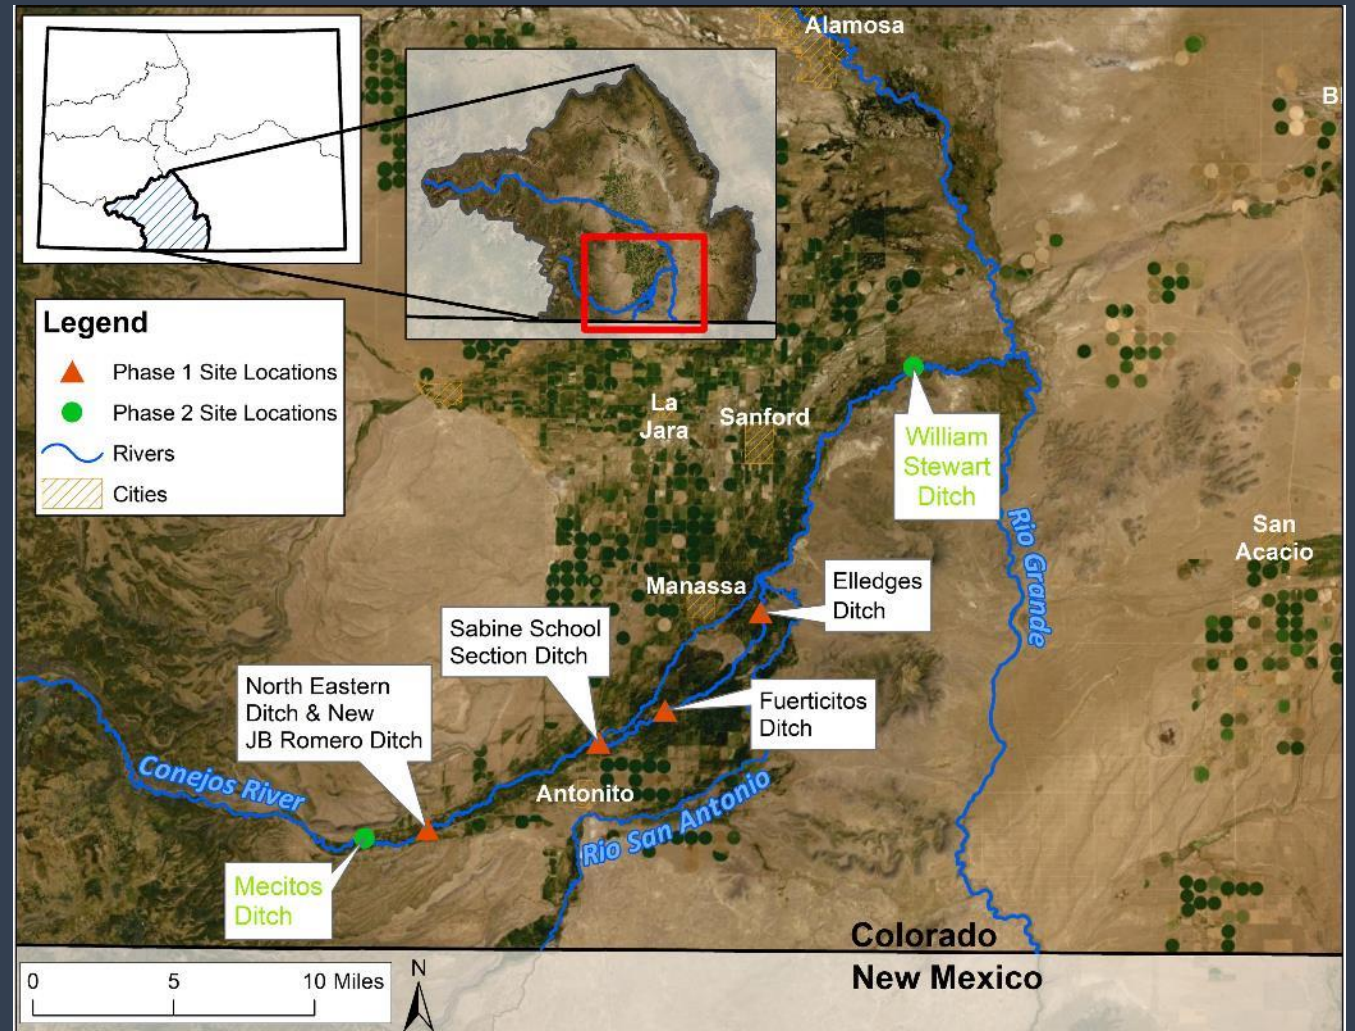 Alamosa
Bl
Legend
Phase 1 Site Locations
Phase 2 Site Locations
Rivers
Cities
La
Jara
Sanford
William
Stewart
Ditch
Rio Grande
San
Acacio
Manassa
Elledges
Ditch
Sabine School
Section Ditch
North Eastern
Ditch & New
JB Romero Ditch
Fuerticitos
Ditch
Conejos River
Antonito
Rio San Antonio
Mecitos
Ditch
Colorado
New Mexico
0 5 10 Miles
N